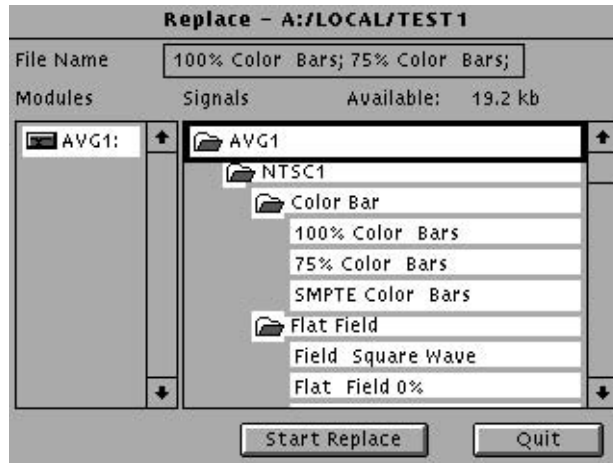 Replace - A:/LOCAL/TEST1
File Name 100% Color Bars; 75% Color Bars;
Modules Signals Available: 19.2 kb
AVG1: AVG1
NTSC1
Color Bar
100% Color Bars
75% Color Bars
SMPTE Color Bars
Flat Field
Field Square Wave
Flat Field 0%
Start Replace Quit